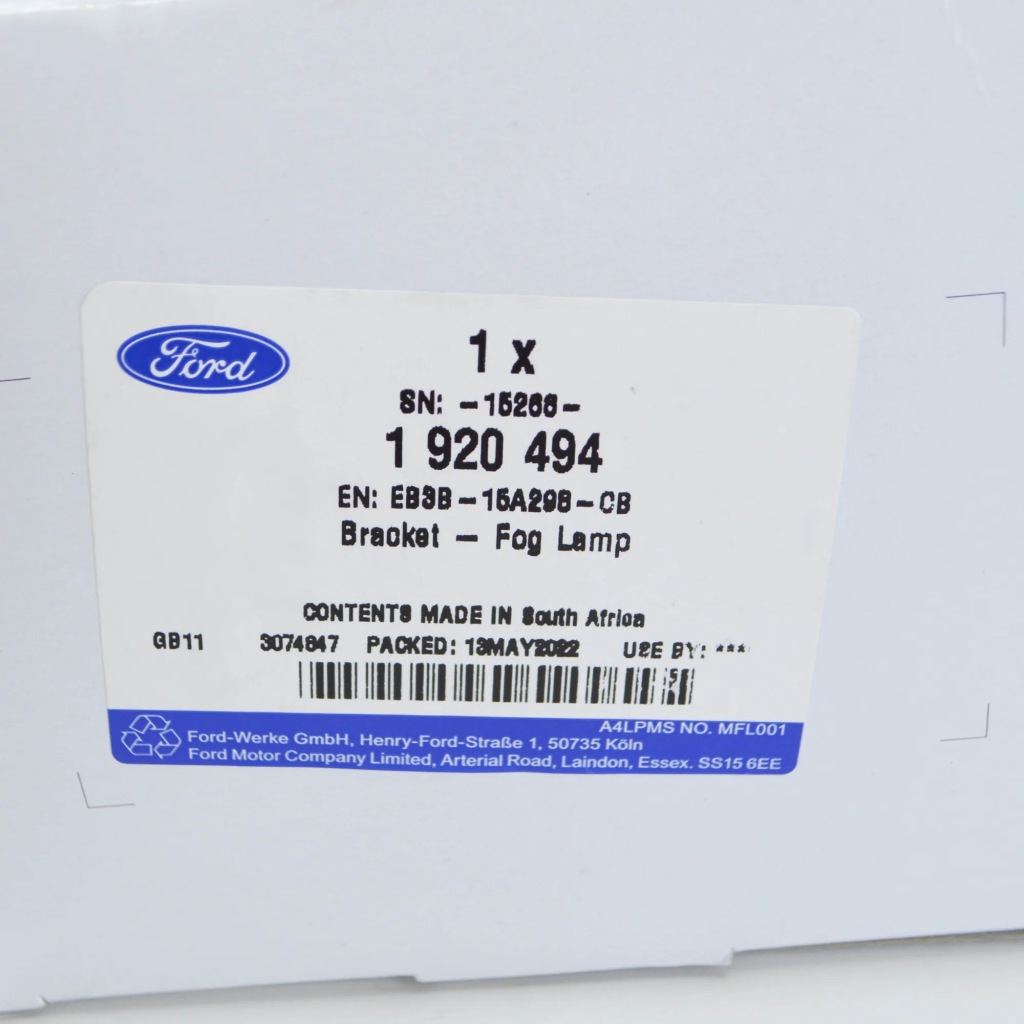 Ford
1 x
SN: -15266-
1 920 494
EN: EB3B-15A298-CB
Bracket - Fog Lamp
CONTENTS MADE IN South Africa
GB11 3074847 PACKED: 13MAY2022 USE BY: ***
A4LPMS NO. MFL001
Ford-Werke GmbH, Henry-Ford-Straße 1, 50735 Köln
Ford Motor Company Limited, Arterial Road, Laindon, Essex. SS15 6EE